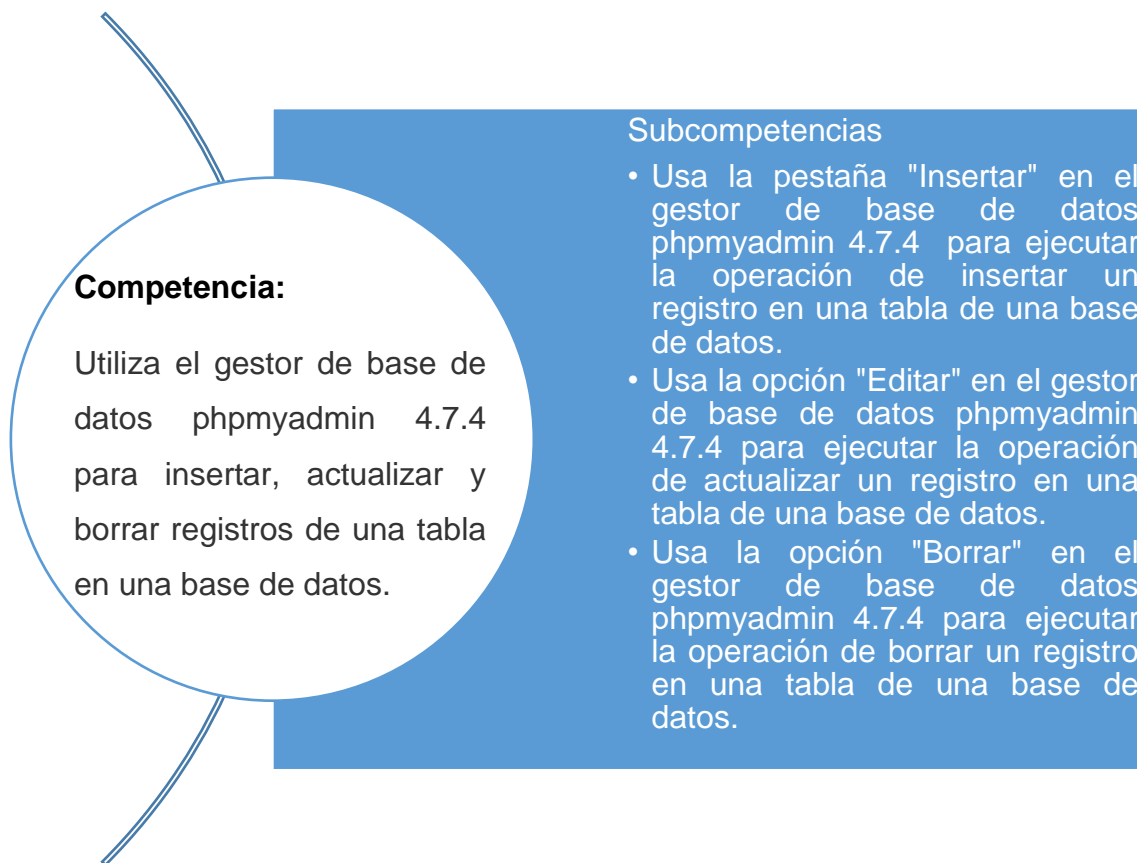 Competencia:
Utiliza el gestor de base de
datos phpmyadmin 4.7.4
para insertar, actualizar y
borrar registros de una tabla
en una base de datos.
Subcompetencias
• Usa la pestaña "Insertar" en el
gestor de base de datos
phpmyadmin 4.7.4 para ejecutar
la operación de insertar un
registro en una tabla de una base
de datos.
• Usa la opción "Editar" en el gestor
de base de datos phpmyadmin
4.7.4 para ejecutar la operación
de actualizar un registro en una
tabla de una base de datos.
• Usa la opción "Borrar" en el
gestor de base de datos
phpmyadmin 4.7.4 para ejecutar
la operación de borrar un registro
en una tabla de una base de
datos.